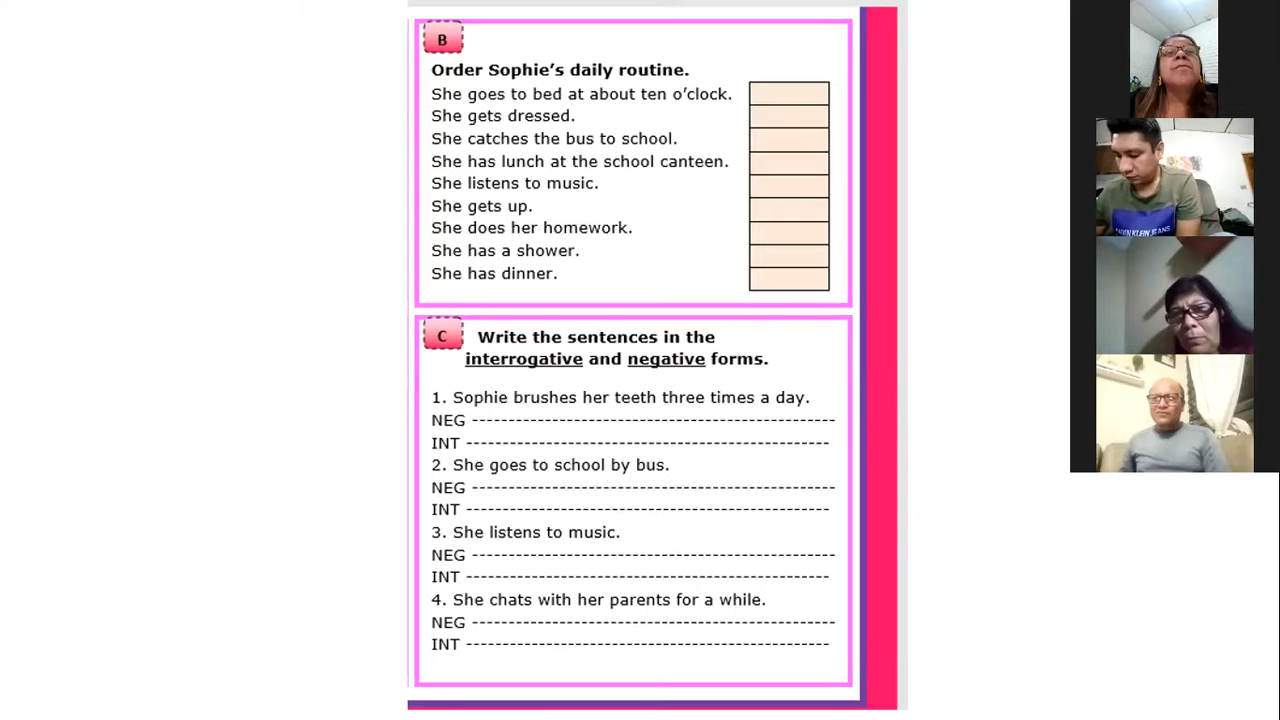 B
Order Sophie’s daily routine.
She goes to bed at about ten o’clock.
She gets dressed.
She catches the bus to school.
She has lunch at the school canteen.
She listens to music.
She gets up.
She does her homework.
She has a shower.
She has dinner.
C
Write the sentences in the
interrogative and negative forms.
1. Sophie brushes her teeth three times a day.
NEG ---------------------------------------------------
INT ---------------------------------------------------
2. She goes to school by bus.
NEG ---------------------------------------------------
INT ---------------------------------------------------
3. She listens to music.
NEG ---------------------------------------------------
INT ---------------------------------------------------
4. She chats with her parents for a while.
NEG ---------------------------------------------------
INT ---------------------------------------------------
KLEIN JEANS